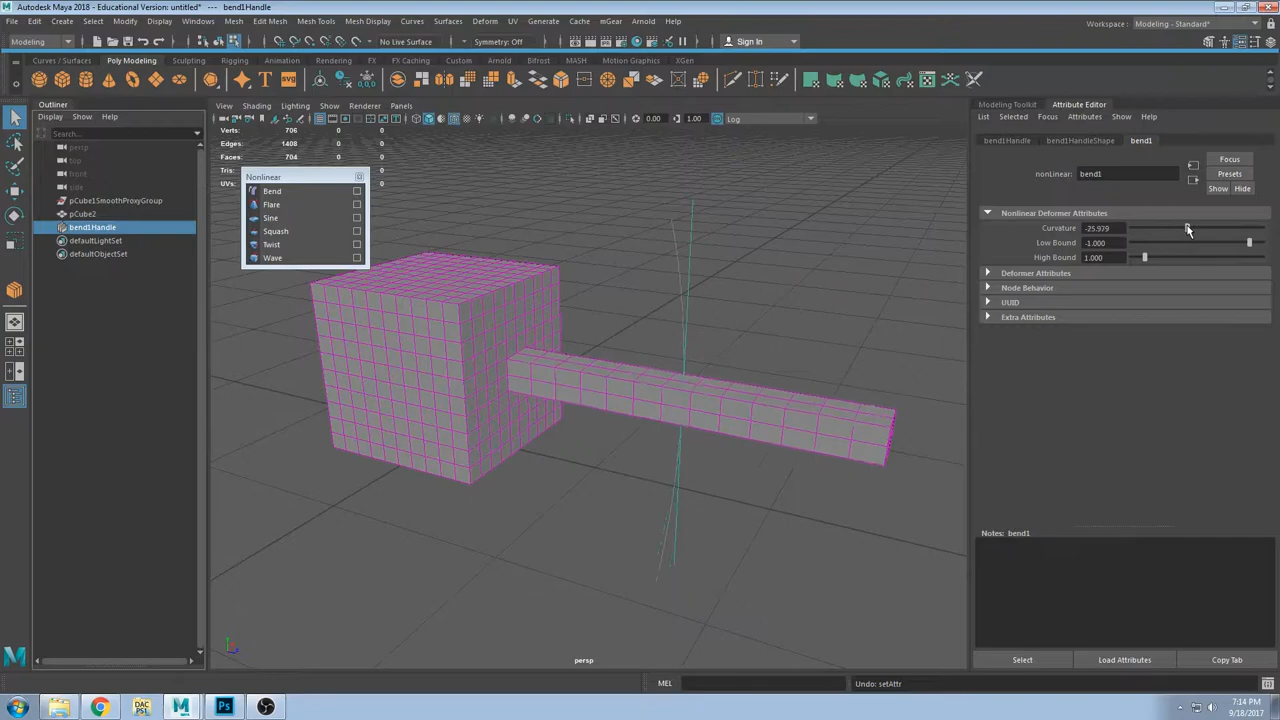 Autodesk Maya 2018 - Educational Version: untitled* --- bend1Handle
File Edit Create Select Modify Display Windows Mesh Edit Mesh Mesh Tools Mesh Display Curves Surfaces Deform UV Generate Cache mGear Arnold Help
Workspace : Modeling - Standard*
Modeling No Live Surface Symmetry: Off Sign In
Curves / Surfaces Poly Modeling Sculpting Rigging Animation Rendering FX FX Caching Custom Arnold Bifrost MASH Motion Graphics XGen
Outliner
Display Show Help
Search...
persp
top
front
side
pCube1SmoothProxyGroup
pCube2
bend1Handle
defaultLightSet
defaultObjectSet
View Shading Lighting Show Renderer Panels
0.00 1.00 Log
Verts: 706 0 0
Edges: 1408 0 0
Faces: 704 0 0
Tris: 0
UVs: 0
Nonlinear
Bend
Flare
Sine
Squash
Twist
Wave
persp
Modeling Toolkit Attribute Editor
List Selected Focus Attributes Show Help
bend1Handle bend1HandleShape bend1
Focus
nonLinear: bend1 Presets
Show Hide
Nonlinear Deformer Attributes
Curvature -25.979
Low Bound -1.000
High Bound 1.000
Deformer Attributes
Node Behavior
UUID
Extra Attributes
Notes: bend1
Select Load Attributes Copy Tab
MEL Undo: setAttr
DAC
PSY
Ps
7:14 PM
9/18/2017